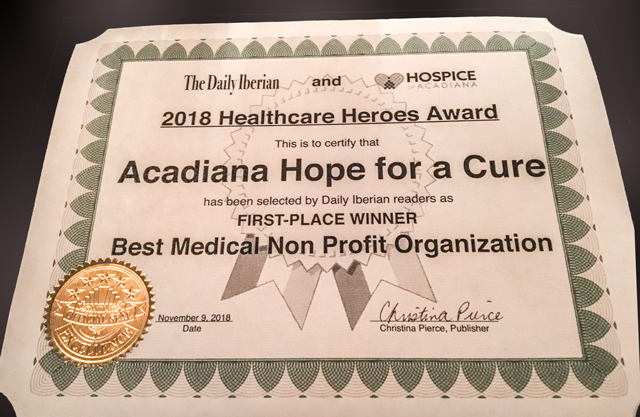 The Daily Iberian and HOSPICE
OF ACADIANA
2018 Healthcare Heroes Award
This is to certify that
Acadiana Hope for a Cure
has been selected by Daily Iberian readers as
FIRST-PLACE WINNER
Best Medical Non Profit Organization
November 9, 2018
Date
Christina Pierce
Christina Pierce, Publisher
EXCELLENCE